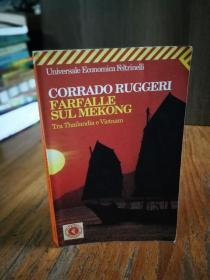 Universale Economica Feltrinelli
CORRADO RUGGERI
FARFALLE
SUL MEKONG
Tra Thailandia e Vietnam